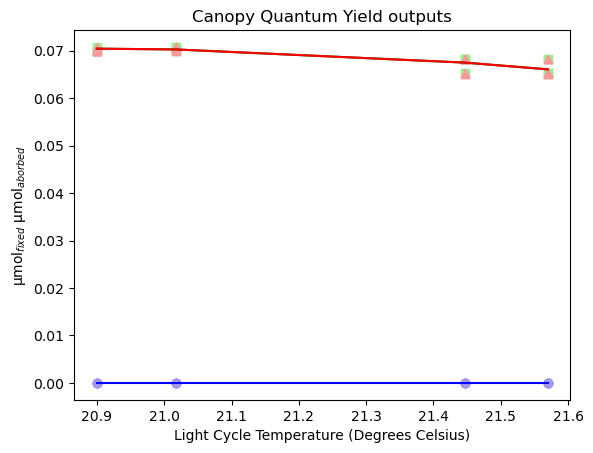 Canopy Quantum Yield outputs
0.07
0.06
0.05
0.04
0.03
0.02
0.01
0.00
μmol_fixed μmol_aborbed
20.9 21.0 21.1 21.2 21.3 21.4 21.5 21.6
Light Cycle Temperature (Degrees Celsius)